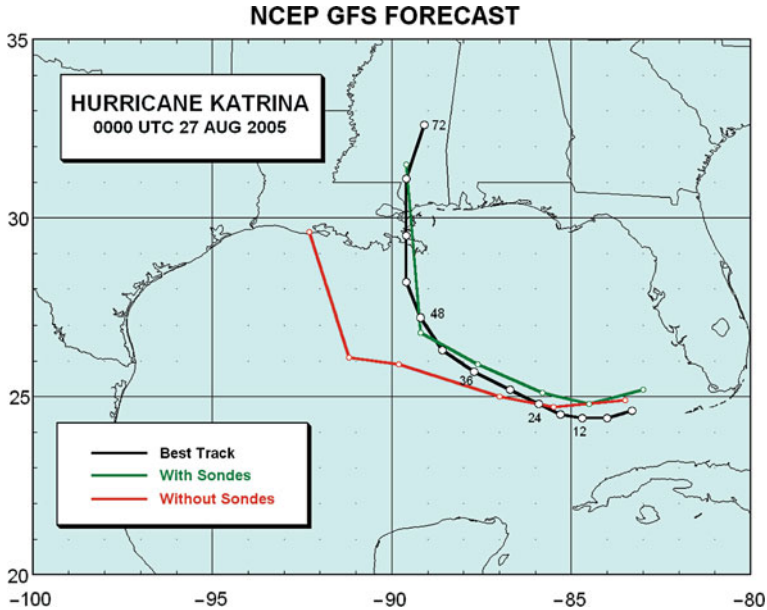 NCEP GFS FORECAST
35
HURRICANE KATRINA
0000 UTC 27 AUG 2005
72
30
48
36
25
24
12
Best Track
With Sondes
Without Sondes
20
−100
−95
−90
−85
−80